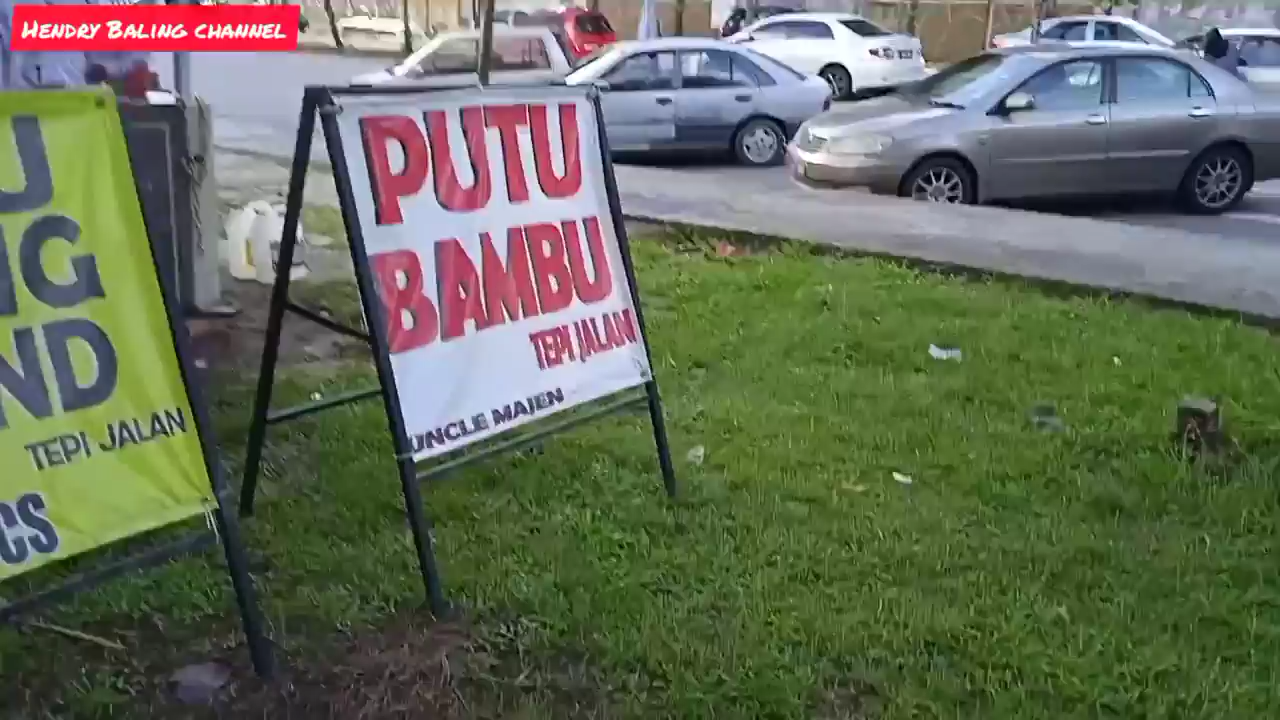 Hendry Baling channel
PUTU
BAMBU
TEPI JALAN
UNCLE MAJEN
TEPI JALAN